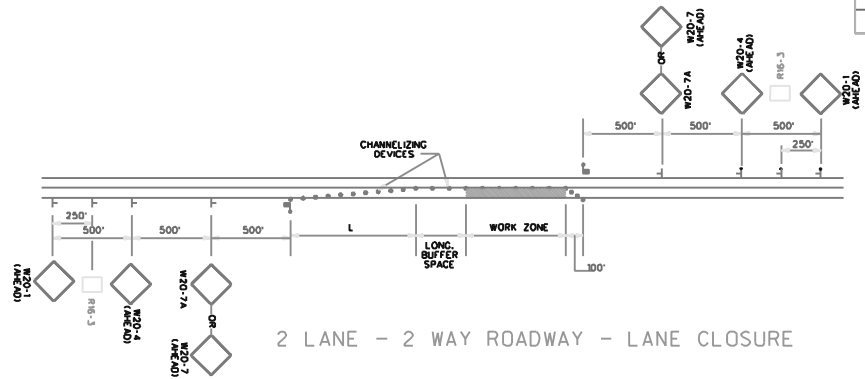 W20-7
(AHEAD)
OR
W20-7A
W20-4
(AHEAD)
R16-3
W20-1
(AHEAD)
500'
500'
500'
250'
CHANNELIZING
DEVICES
250'
500'
500'
500'
L
LONG.
BUFFER
SPACE
WORK ZONE
100'
W20-1
(AHEAD)
R16-3
W20-4
(AHEAD)
W20-7A
OR
W20-7
(AHEAD)
2 LANE - 2 WAY ROADWAY - LANE CLOSURE